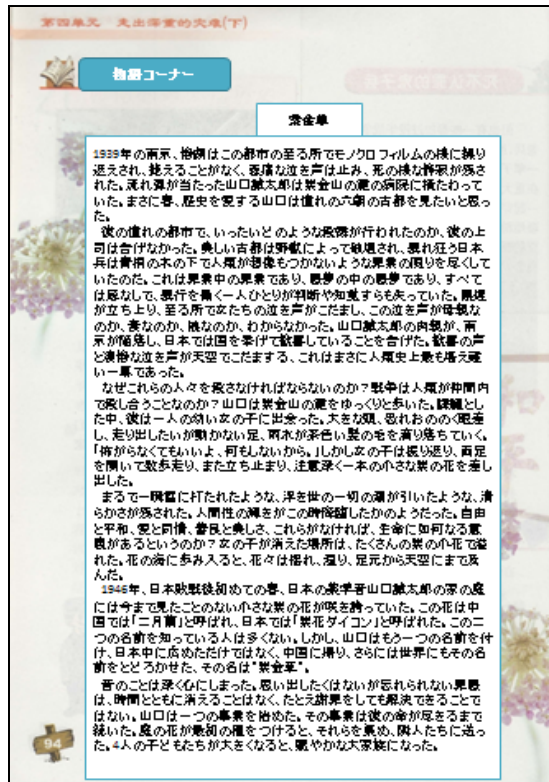 第四单元 走出深重的灾难(下)
物語コーナー
紫金草
1939年の南京、惨劇はこの都市の至る所でモノクロフィルムの様に繰り
返えされ、絶えることがなく、悲痛な泣き声は止み、死の様な静寂が残さ
れた。流れ弾が当たった山口誠太郎は紫金山の麓の病院に横たわって
いた。まさに春、歴史を愛する山口は憧れの六朝の古都を見たいと思っ
た。
彼の憧れの都市で、いったいどのような殺戮が行われたのか、彼の上
司は告げなかった。美しい古都は野獣によって破壊され、暴れ狂う日本
兵は青桐の木の下で人類が想像もつかないような罪業の限りを尽くして
いたのだ。これは罪業中の罪業であり、悪夢の中の悪夢であり、すべて
は底なしで、暴行を働く一人ひとりが判断や知覚すらも失っていた。黒煙
が立ち上り、至る所で女たちの泣き声がこだまし、この泣き声が母親な
のか、妻なのか、娘なのか、わからなかった。山口誠太郎の肉親が、南
京が陥落し、日本では国を挙げて歓喜していることを告げた。歓喜の声
と凄惨な泣き声が天空でこだまする、これはまさに人類史上最も堪え難
い一幕であった。
なぜこれらの人々を殺さなければならないのか？戦争は人類が仲間内
で殺し合うことなのか？山口は紫金山の麓をゆっくりと歩いた。朦朧とし
た中、彼は一人の幼い女の子に出会った。大きな頭、恐れおののく眼差
し、走り出したいが動かない足、雨水が茶色い髪の毛を滴り落ちていく。
「怖がらなくてもいいよ、何もしないから。」しかし女の子は振り返り、両足
を開いて数歩走り、また立ち止まり、注意深く一本の小さな紫の花を差し
出した。
まるで一瞬雷に打たれたような、浮き世の一切の潮が引いたような、清
らかさが残された。人間性の輝きがこの時降臨したかのようだった。自由
と平和、愛と同情、善良と美しさ、これらがなければ、生命に如何なる意
義があるというのか？女の子が消えた場所は、たくさんの紫の小花で溢
れた。花の海に歩み入ると、花々は揺れ、踊り、足元から天空にまで及
んだ。
1946年、日本敗戦後初めての春、日本の薬学者山口誠太郎の家の庭
には今まで見たことのない小さな紫の花が咲き誇っていた。この花は中
国では「二月蘭」と呼ばれ、日本では「紫花ダイコン」と呼ばれた。この二
つの名前を知っている人は多くない。しかし、山口はもう一つの名前を付
け、日本中に広めただけではなく、中国に帰り、さらには世界にもその名
前をとどろかせた、その名は"紫金草"。
昔のことは深く心にしまった。思い出したくはないが忘れられない罪悪
は、時間とともに消えることはなく、たとえ謝罪をしても解決できることで
はない。山口は一つの事業を始めた。その事業は彼の命が尽きるまで
続いた。庭の花が最初の種をつけると、それらを集め、隣人たちに送っ
た。4人の子どもたちが大きくなると、賑やかな大家族になった。
94